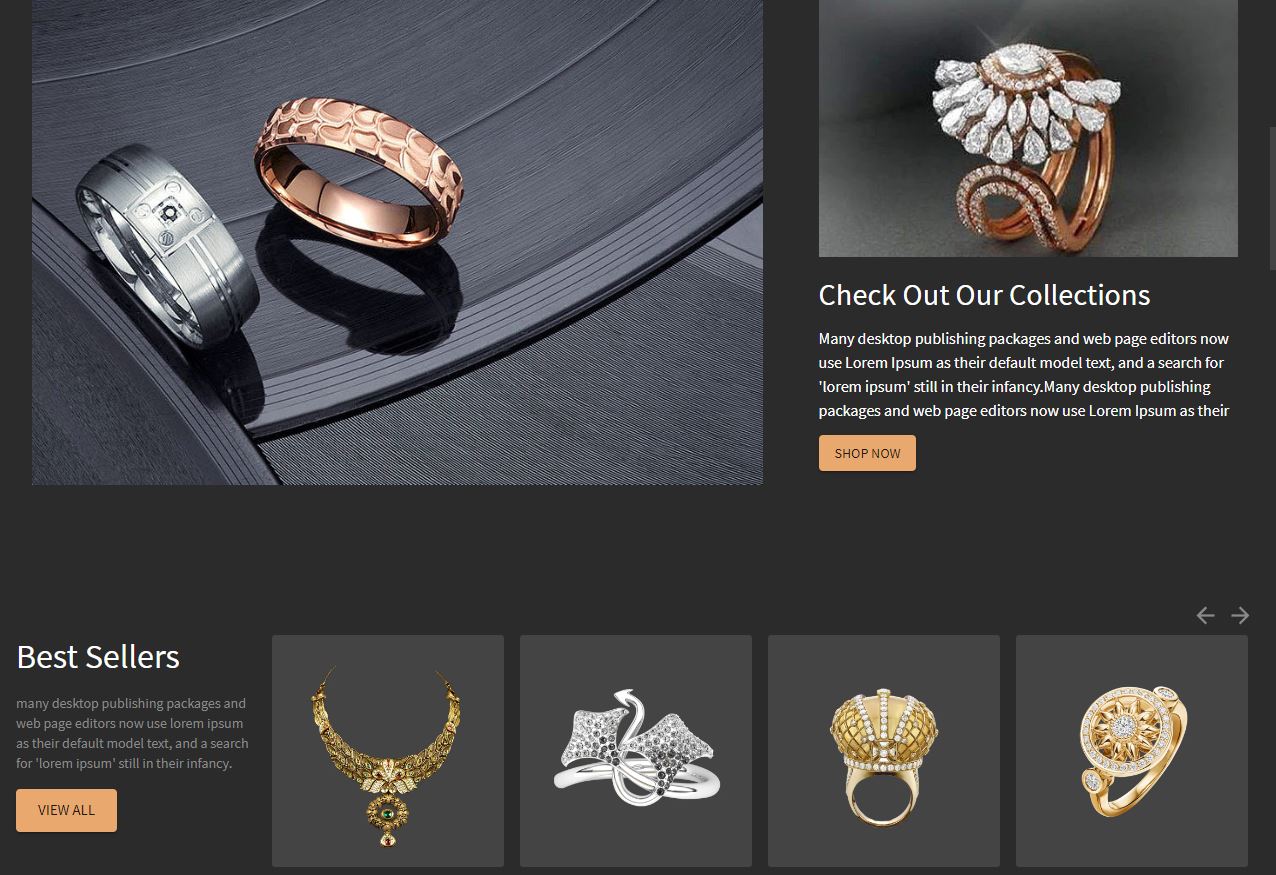 Check Out Our Collections
Many desktop publishing packages and web page editors now
use Lorem Ipsum as their default model text, and a search for
'lorem ipsum' still in their infancy.Many desktop publishing
packages and web page editors now use Lorem Ipsum as their
SHOP NOW
Best Sellers
many desktop publishing packages and
web page editors now use lorem ipsum
as their default model text, and a search
for 'lorem ipsum' still in their infancy.
VIEW ALL